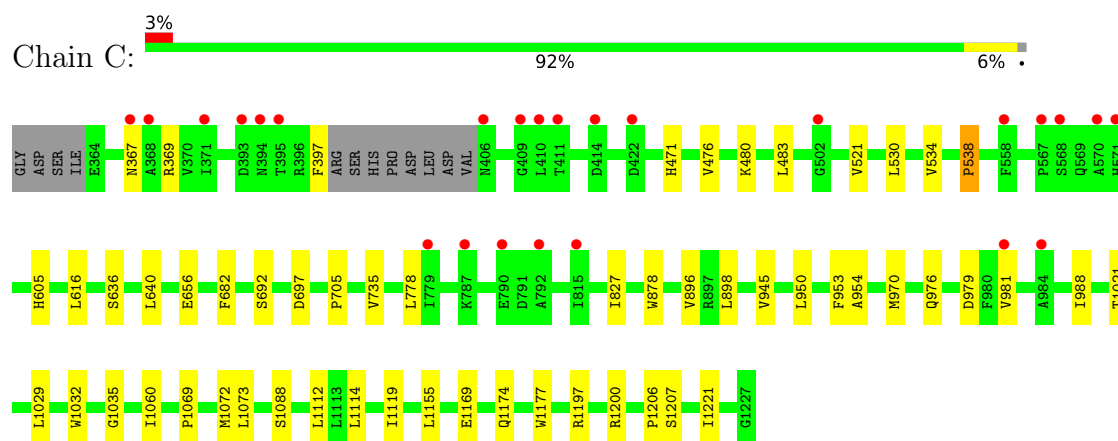 3%
Chain C:
92%
6%
GLY ASP SER ILE E364 N367 A368 R369 V370 I371 D393 N394 T395 R396 F397 ARG SER HIS PRO ASP LEU ASP VAL N406 G409 L410 T411 D414 D422 H471 V476 K480 L483 G502 V521 L530 V534 P538 F558 P567 S568 Q569 A570 H571
H605 L616 S636 L640 E656 F682 S692 D697 P705 V735 L778 I779 K787 E790 D791 A792 I815 I827 W878 V896 R897 L898 V945 L950 F953 A954 M970 Q976 D979 F980 V981 A984 I988 T1021
L1029 W1032 G1035 I1060 P1069 M1072 L1073 S1088 L1112 L1113 L1114 I1119 L1155 E1169 Q1174 W1177 R1197 R1200 P1206 S1207 I1221 G1227